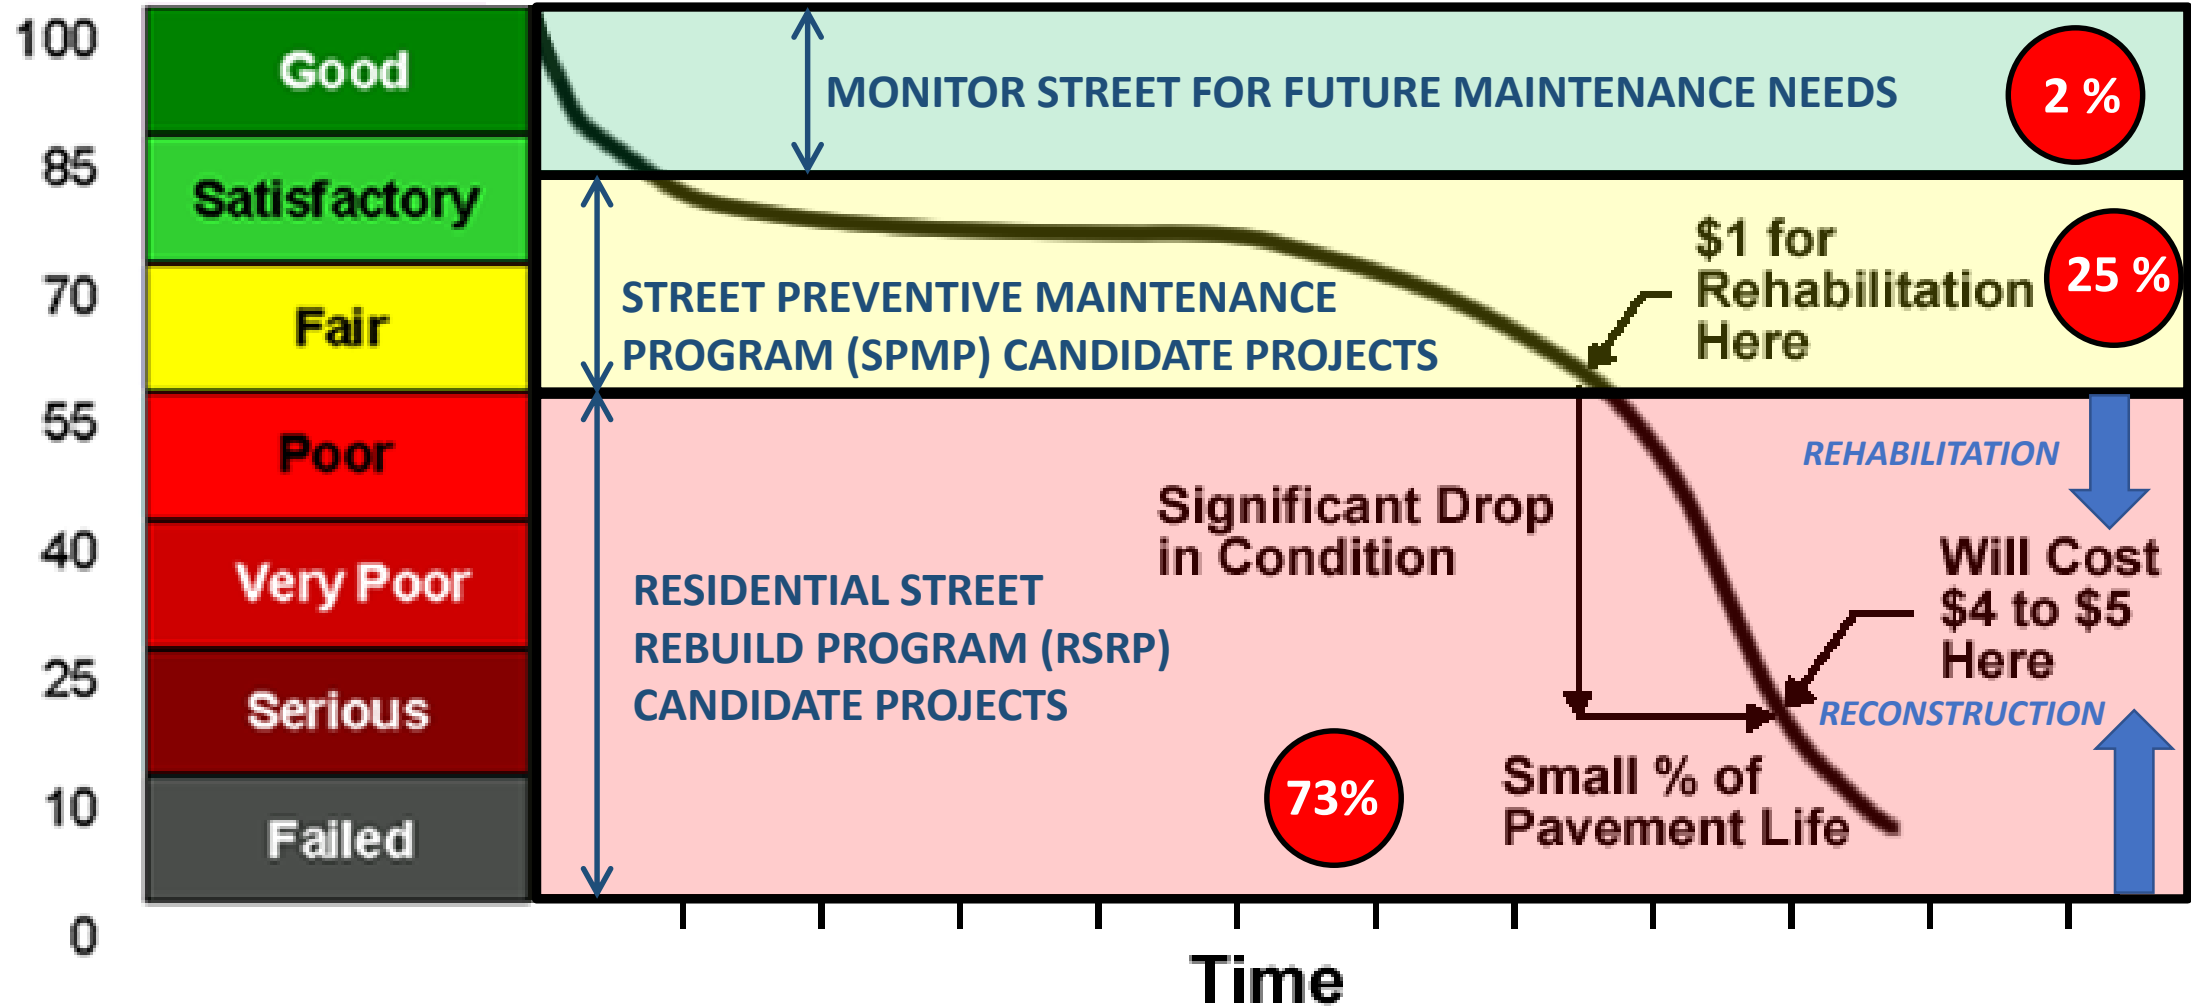 100
85
70
55
40
25
10
0
Good
Satisfactory
Fair
Poor
Very Poor
Serious
Failed
MONITOR STREET FOR FUTURE MAINTENANCE NEEDS
2 %
STREET PREVENTIVE MAINTENANCE
PROGRAM (SPMP) CANDIDATE PROJECTS
$1 for
Rehabilitation
Here
25 %
RESIDENTIAL STREET
REBUILD PROGRAM (RSRP)
CANDIDATE PROJECTS
73%
Significant Drop
in Condition
Small % of
Pavement Life
REHABILITATION
Will Cost
$4 to $5
Here
RECONSTRUCTION
Time